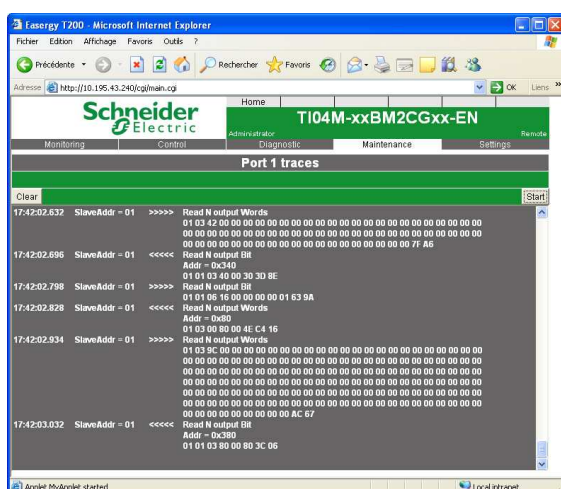 Easergy T200 - Microsoft Internet Explorer
Fichier Edition Affichage Favoris Outils ?
Précédente Rechercher Favoris
Adresse http://10.195.43.240/cgi/main.cgi OK Liens »
Schneider Electric
Home
TI04M-xxBM2CGxx-EN
Administrator Remote
Monitoring Control Diagnostic Maintenance Settings
Port 1 traces
Clear Start
17:42:02.632 SlaveAddr = 01 >>>>> Read N output Words
01 03 42 00 00 00 00 00 00 00 00 00 00 00 00 00 00 00 00 00 00 00 00 00
00 00 00 00 00 00 00 00 00 00 00 00 00 00 00 00 00 00 00 00 00 00 00 00
00 00 00 00 00 00 00 00 00 00 00 00 00 00 00 00 00 00 00 7F A6
17:42:02.696 SlaveAddr = 01 <<<<< Read N output Bit
Addr = 0x340
01 01 03 40 00 30 3D 8E
17:42:02.798 SlaveAddr = 01 >>>>> Read N output Bit
01 01 06 16 00 00 00 00 01 63 9A
17:42:02.828 SlaveAddr = 01 <<<<< Read N output Words
Addr = 0x80
01 03 00 80 00 4E C4 16
17:42:02.934 SlaveAddr = 01 >>>>> Read N output Words
01 03 9C 00 00 00 00 00 00 00 00 00 00 00 00 00 00 00 00 00 00 00 00 00
00 00 00 00 00 00 00 00 00 00 00 00 00 00 00 00 00 00 00 00 00 00 00 00
00 00 00 00 00 00 00 00 00 00 00 00 00 00 00 00 00 00 00 00 00 00 00 00
00 00 00 00 00 00 00 00 00 00 00 00 00 00 00 00 00 00 00 00 00 00 00 00
00 00 00 00 00 00 00 00 00 00 00 00 00 00 00 00 00 00 00 00 00 00 00 00
00 00 00 00 00 00 00 00 00 00 00 00 00 00 00 00 00 00 00 00 00 00 00 00
00 00 00 00 00 00 00 00 00 00 00 00 AC 67
17:42:03.032 SlaveAddr = 01 <<<<< Read N output Bit
Addr = 0x380
01 01 03 80 00 80 3C 06
Applet MyApplet started Local intranet